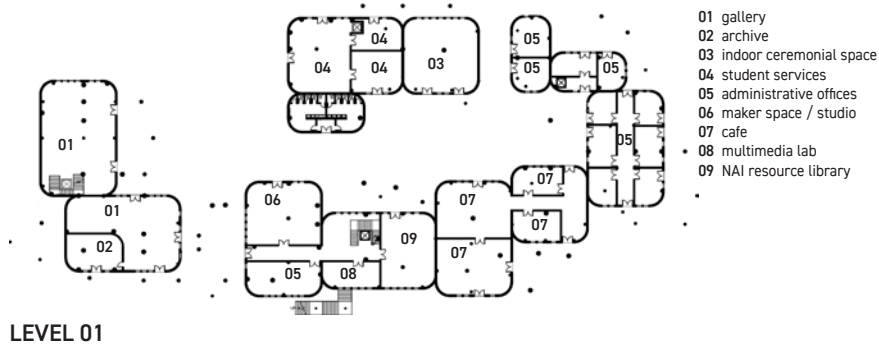 04
04
04
03
05
05
05
05
01
01
02
06
05
08
09
07
07
07
07
01 gallery
02 archive
03 indoor ceremonial space
04 student services
05 administrative offices
06 maker space / studio
07 cafe
08 multimedia lab
09 NAI resource library
LEVEL 01